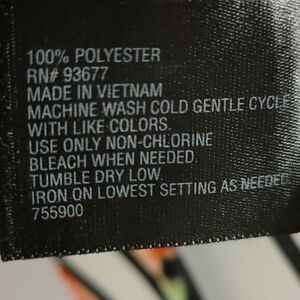 100% POLYESTER
RN# 93677
MADE IN VIETNAM
MACHINE WASH COLD GENTLE CYCLE
WITH LIKE COLORS.
USE ONLY NON-CHLORINE
BLEACH WHEN NEEDED.
TUMBLE DRY LOW.
IRON ON LOWEST SETTING AS NEEDED
755900